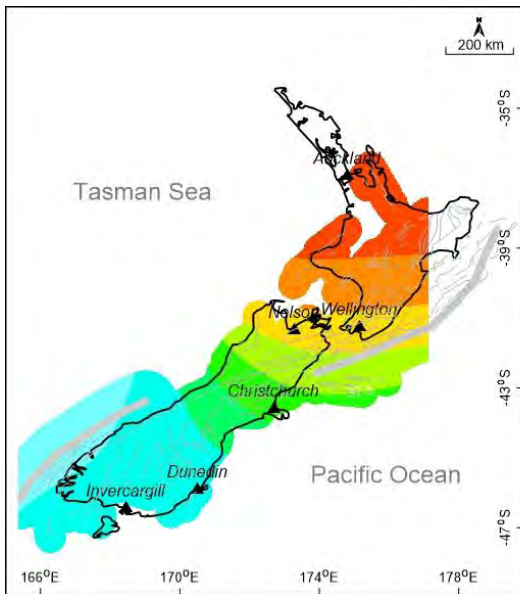 N
200 km
-35°S
Auckland
Tasman Sea
-39°S
Nelson
Wellington
-43°S
Christchurch
Pacific Ocean
Dunedin
Invercargill
-47°S
166°E
170°E
174°E
178°E